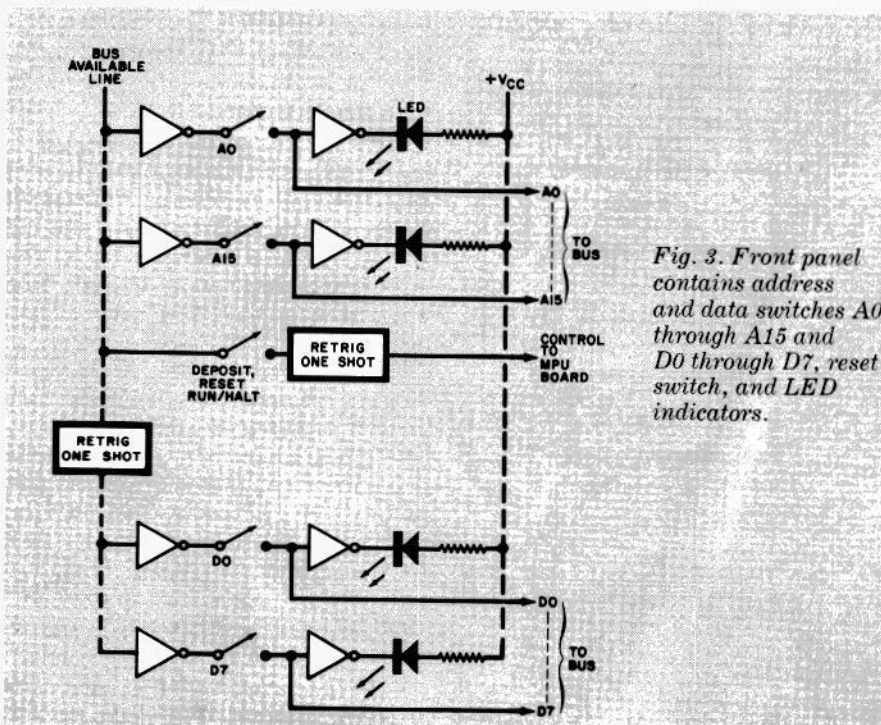 BUS
AVAILABLE
LINE
+VCC
LED
A0
A0
TO
BUS
A15
A15
Fig. 3. Front panel
contains address
and data switches A0
through A15 and
D0 through D7, reset
switch, and LED
indicators.
DEPOSIT,
RESET
RUN/HALT
RETRIG
ONE SHOT
CONTROL
TO
MPU
BOARD
RETRIG
ONE SHOT
D0
D0
TO
BUS
D7
D7